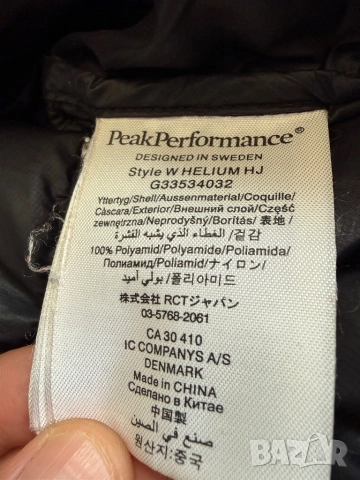 PeakPerformance®
DESIGNED IN SWEDEN
Style W HELIUM HJ
G33534032
Yttertyg/Shell/Aussenmaterial/Coquille/
Càscara/Exterior/Внешний слой/Cграe/
zewnętrzna/Neprodyšný/Borítás/表地/
الغطاء الذي يشبه القشرة/겉감
100% Polyamid/Polyamide/Poliamida/
Полиамид/Poliamid/ナイロン/
بولي أميد/폴리아미드
株式会社 RCTジャパン
03-5768-2061
CA 30 410
IC COMPANYS A/S
DENMARK
Made in CHINA
Сделано в Китае
中国製
صنع في الصين
원산지:중국
BAZAR